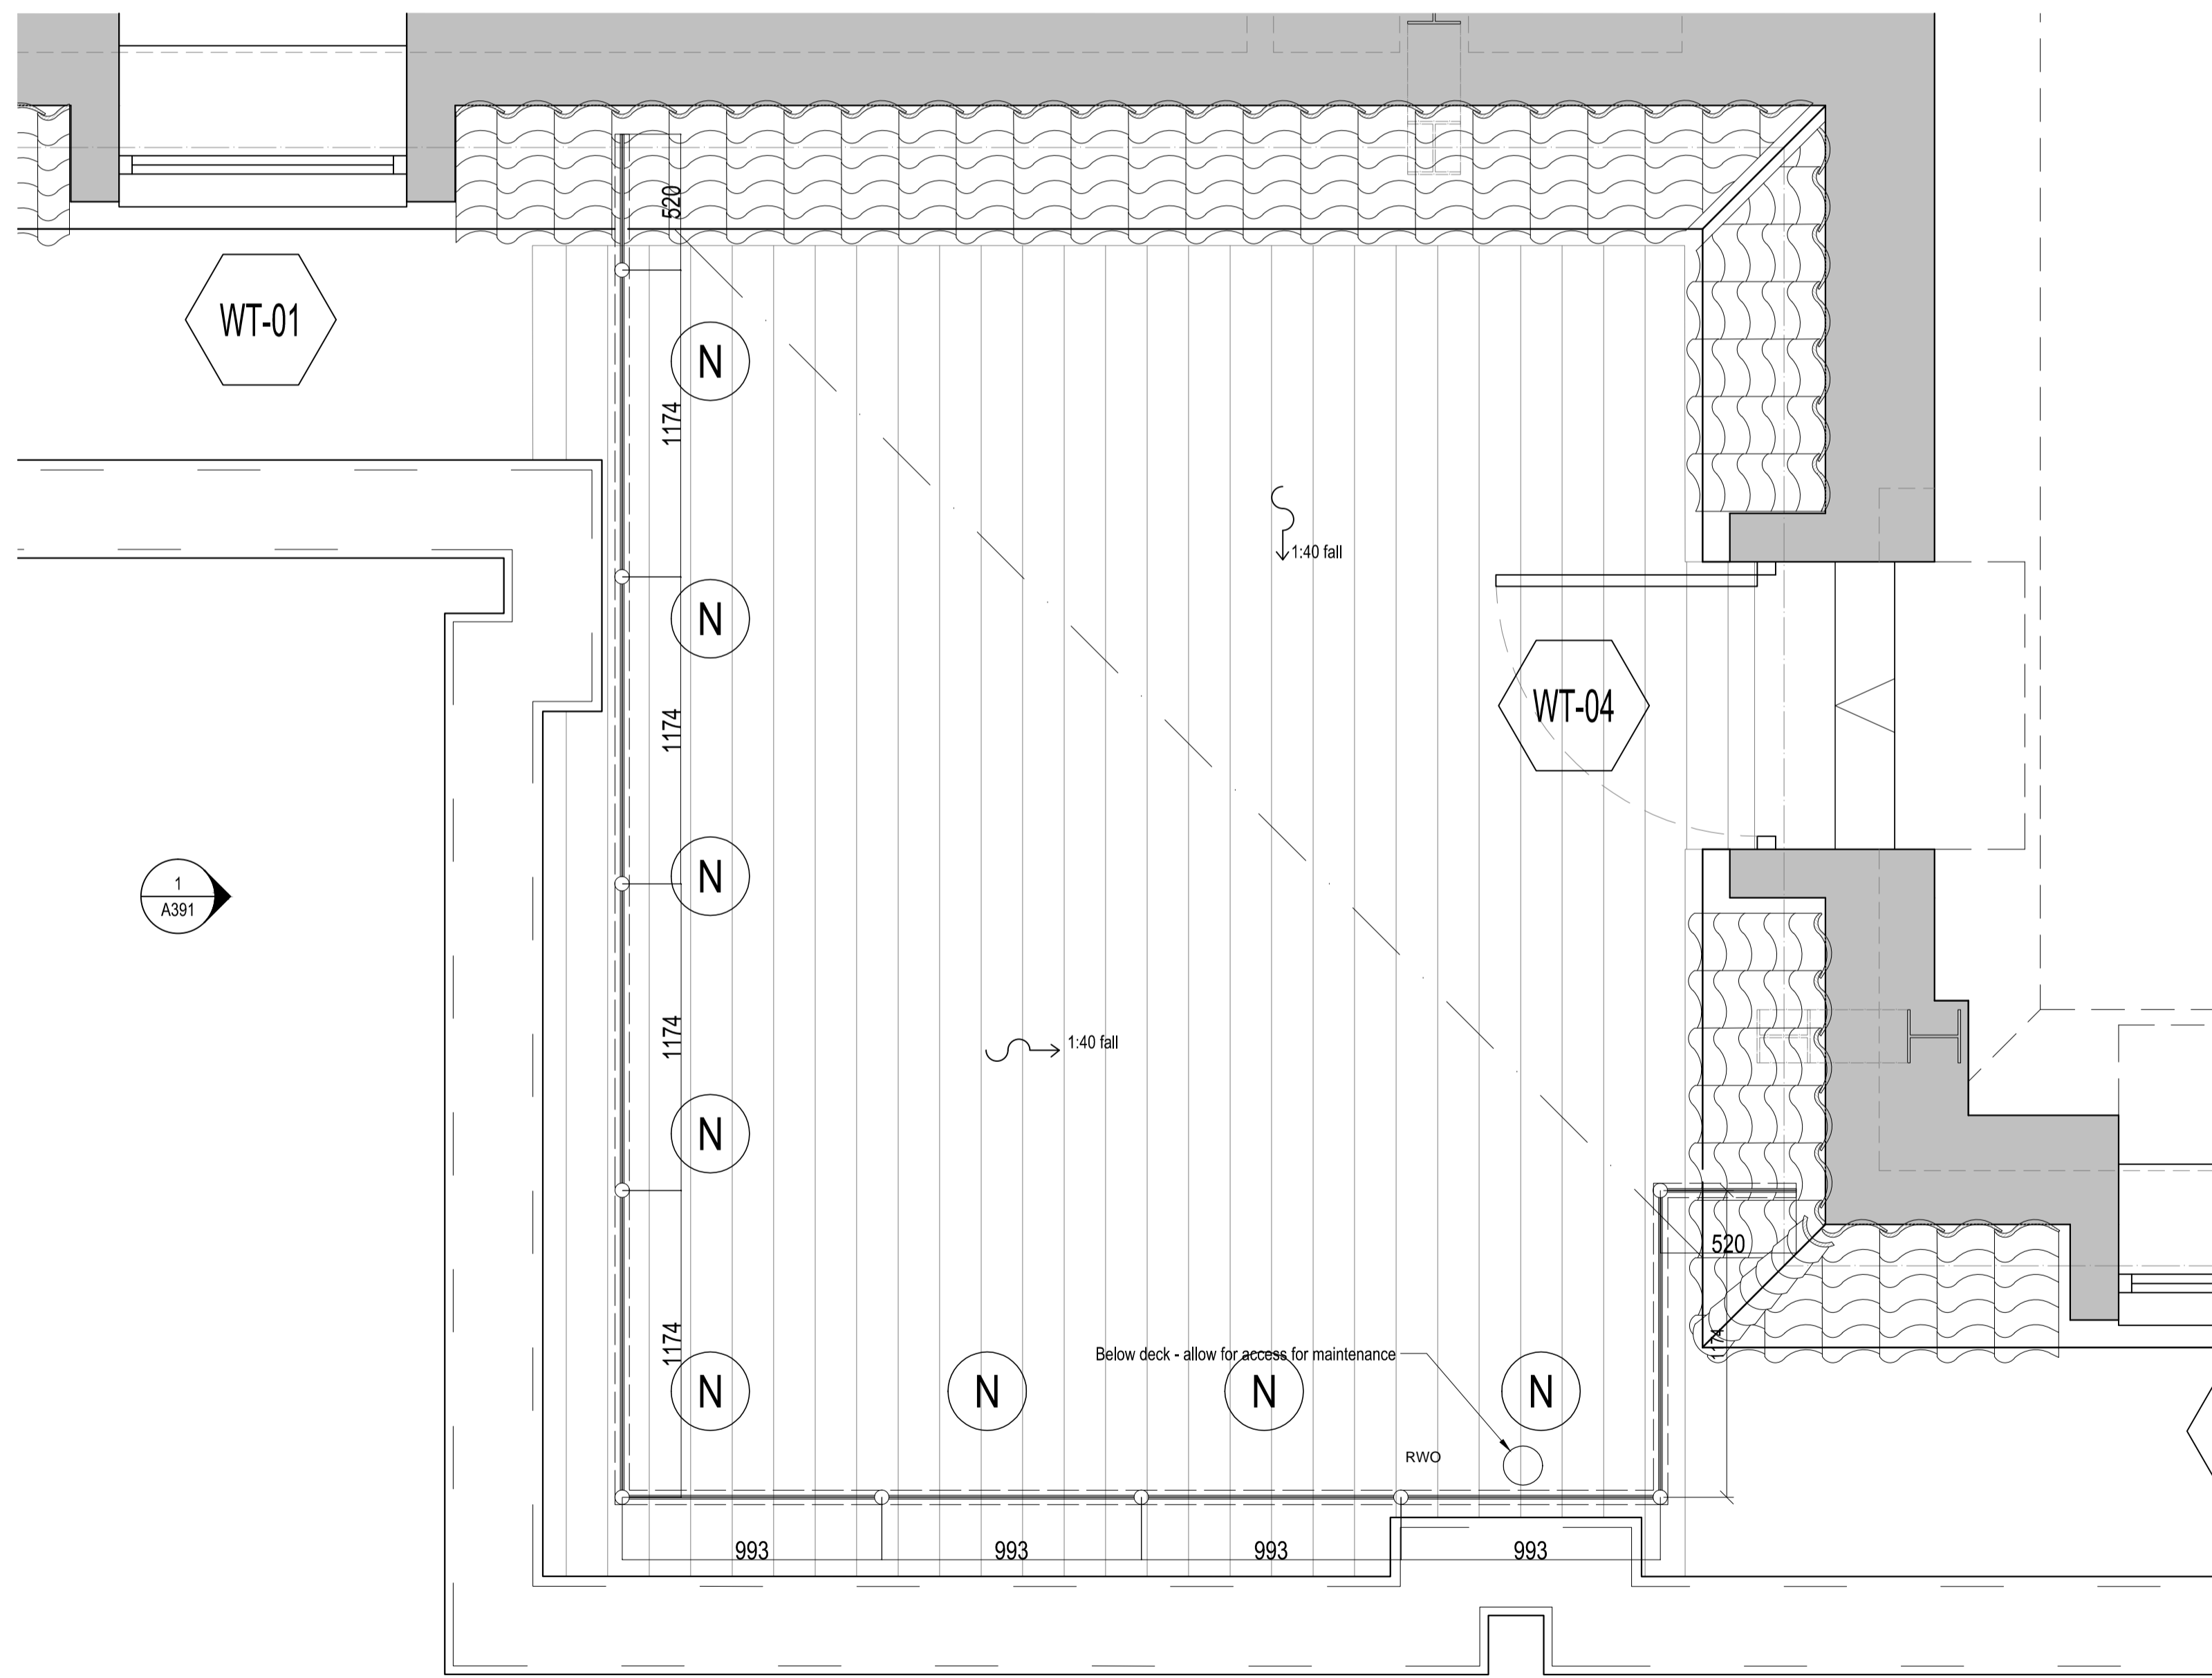 520
WT-01
N
1174
1:40 fall
N
WT-04
1174
N
1
A391
1174
1:40 fall
N
520
1174
1174
Below deck - allow for access for maintenance
N
N
N
N
RWO
993
993
993
993